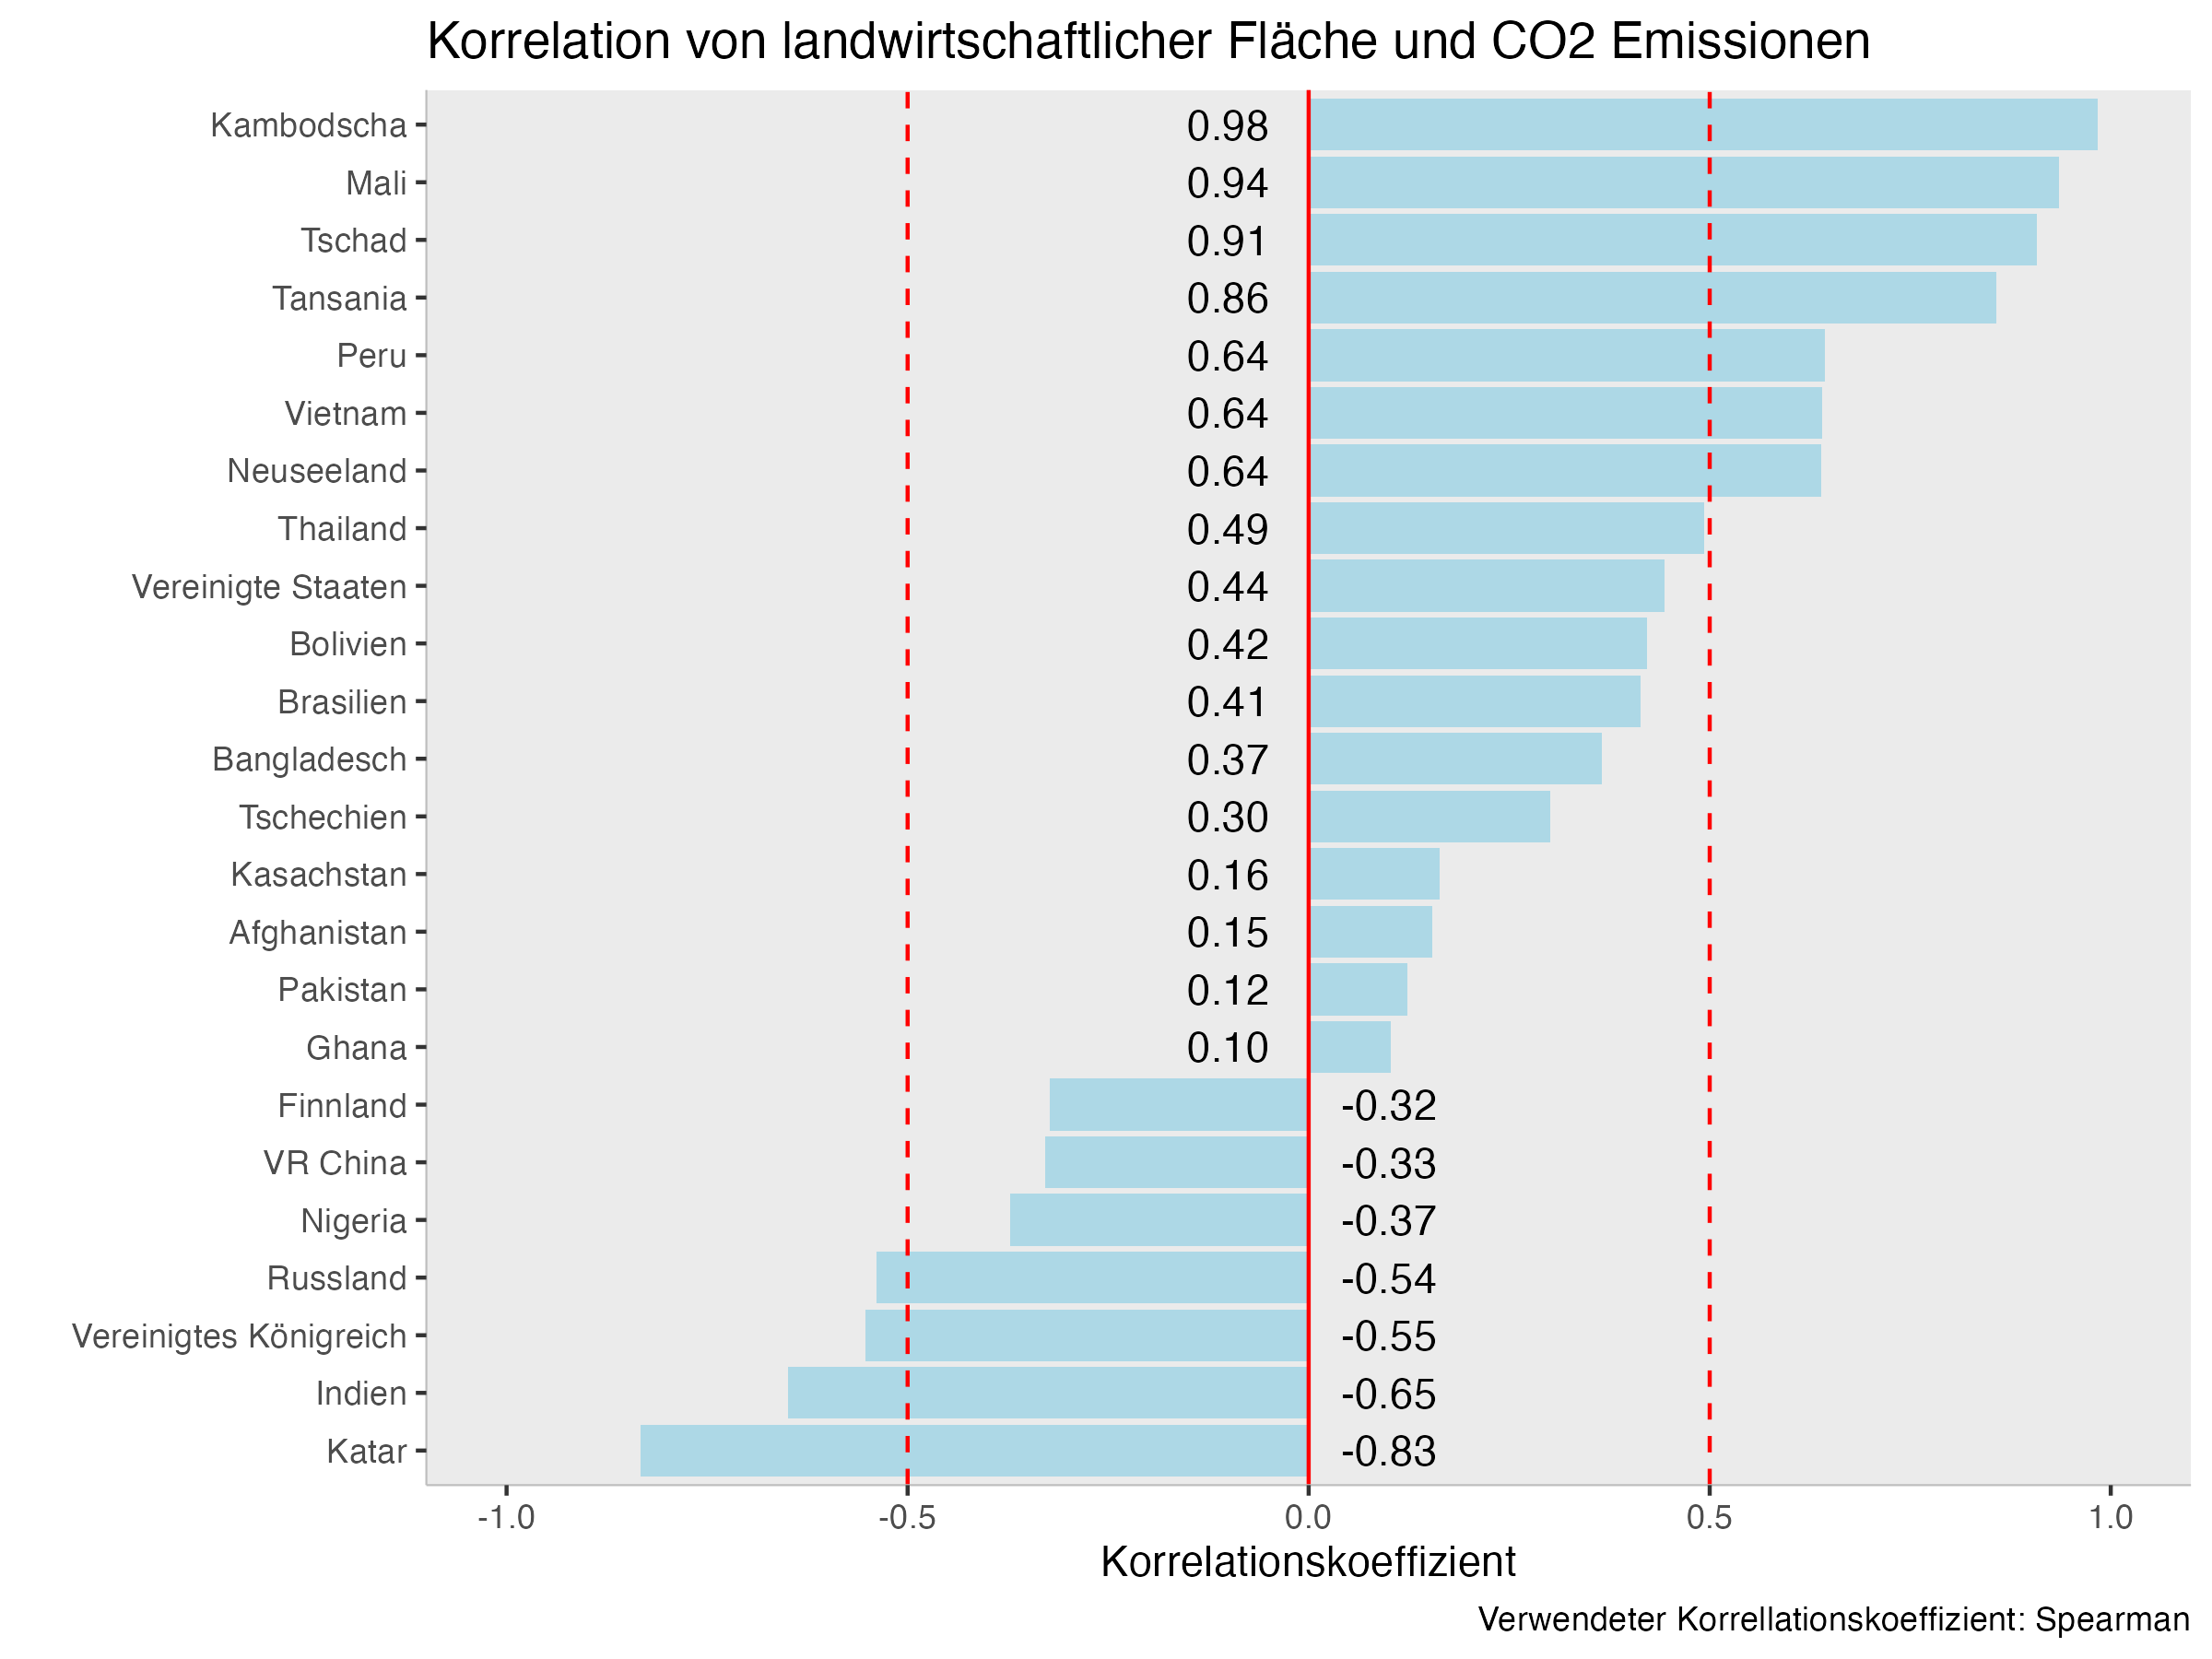 Korrelation von landwirtschaftlicher Fläche und CO2 Emissionen
Kambodscha 0.98
Mali 0.94
Tschad 0.91
Tansania 0.86
Peru 0.64
Vietnam 0.64
Neuseeland 0.64
Thailand 0.49
Vereinigte Staaten 0.44
Bolivien 0.42
Brasilien 0.41
Bangladesch 0.37
Tschechien 0.30
Kasachstan 0.16
Afghanistan 0.15
Pakistan 0.12
Ghana 0.10
Finnland -0.32
VR China -0.33
Nigeria -0.37
Russland -0.54
Vereinigtes Königreich -0.55
Indien -0.65
Katar -0.83
-1.0 -0.5 0.0 0.5 1.0
Korrelationskoeffizient
Verwendeter Korrellationskoeffizient: Spearman